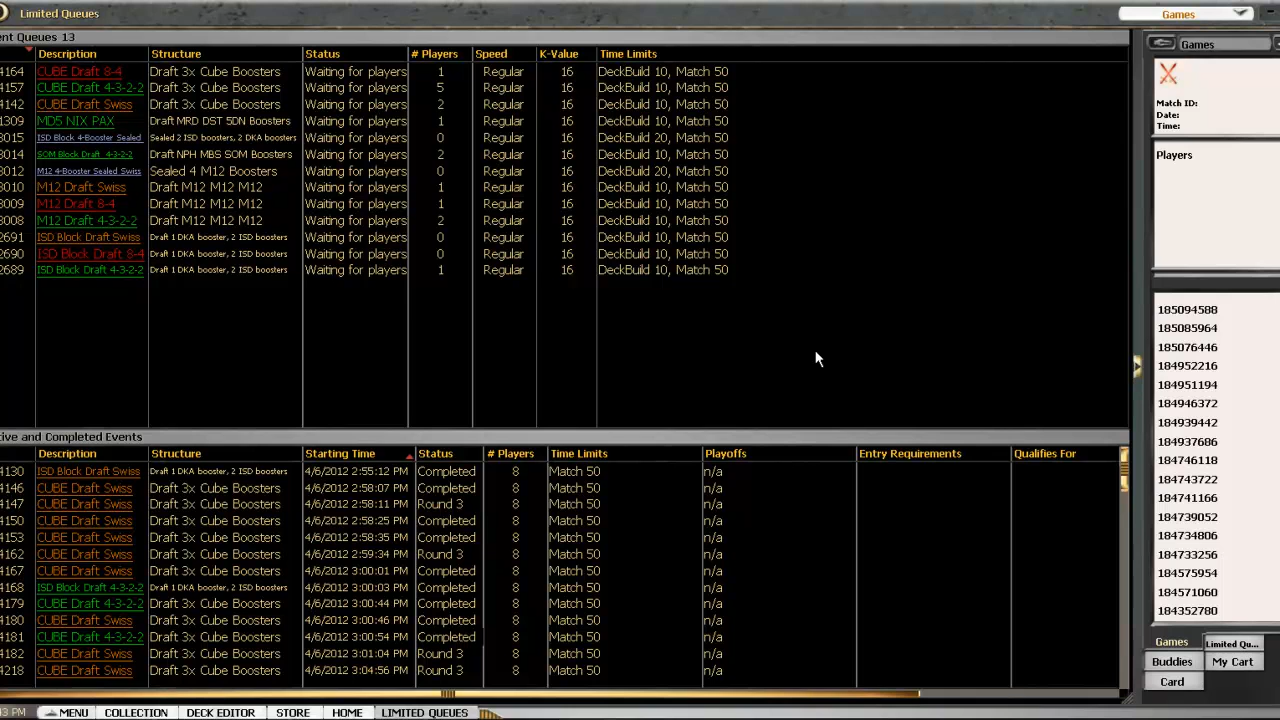 Limited Queues
Games
ent Queues 13
Description Structure Status # Players Speed K-Value Time Limits
4164 CUBE Draft 8-4 Draft 3x Cube Boosters Waiting for players 1 Regular 16 DeckBuild 10, Match 50
4157 CUBE Draft 4-3-2-2 Draft 3x Cube Boosters Waiting for players 5 Regular 16 DeckBuild 10, Match 50
4142 CUBE Draft Swiss Draft 3x Cube Boosters Waiting for players 2 Regular 16 DeckBuild 10, Match 50
1309 MD5 NIX PAX Draft MRD DST 5DN Boosters Waiting for players 1 Regular 16 DeckBuild 10, Match 50
3015 ISD Block 4-Booster Sealed Sealed 2 ISD boosters, 2 DKA boosters Waiting for players 0 Regular 16 DeckBuild 20, Match 50
3014 SOM Block Draft 4-3-2-2 Draft NPH MBS SOM Boosters Waiting for players 2 Regular 16 DeckBuild 10, Match 50
3012 M12 4-Booster Sealed Swiss Sealed 4 M12 Boosters Waiting for players 0 Regular 16 DeckBuild 20, Match 50
3010 M12 Draft Swiss Draft M12 M12 M12 Waiting for players 1 Regular 16 DeckBuild 10, Match 50
3009 M12 Draft 8-4 Draft M12 M12 M12 Waiting for players 1 Regular 16 DeckBuild 10, Match 50
3008 M12 Draft 4-3-2-2 Draft M12 M12 M12 Waiting for players 2 Regular 16 DeckBuild 10, Match 50
2691 ISD Block Draft Swiss Draft 1 DKA booster, 2 ISD boosters Waiting for players 0 Regular 16 DeckBuild 10, Match 50
2690 ISD Block Draft 8-4 Draft 1 DKA booster, 2 ISD boosters Waiting for players 0 Regular 16 DeckBuild 10, Match 50
2689 ISD Block Draft 4-3-2-2 Draft 1 DKA booster, 2 ISD boosters Waiting for players 1 Regular 16 DeckBuild 10, Match 50
tive and Completed Events
Description Structure Starting Time Status # Players Time Limits Playoffs Entry Requirements Qualifies For
4130 ISD Block Draft Swiss Draft 1 DKA booster, 2 ISD boosters 4/6/2012 2:55:12 PM Completed 8 Match 50 n/a
4146 CUBE Draft Swiss Draft 3x Cube Boosters 4/6/2012 2:58:07 PM Completed 8 Match 50 n/a
4147 CUBE Draft Swiss Draft 3x Cube Boosters 4/6/2012 2:58:11 PM Round 3 8 Match 50 n/a
4150 CUBE Draft Swiss Draft 3x Cube Boosters 4/6/2012 2:58:25 PM Completed 8 Match 50 n/a
4153 CUBE Draft Swiss Draft 3x Cube Boosters 4/6/2012 2:58:35 PM Completed 8 Match 50 n/a
4162 CUBE Draft Swiss Draft 3x Cube Boosters 4/6/2012 2:59:34 PM Round 3 8 Match 50 n/a
4167 CUBE Draft Swiss Draft 3x Cube Boosters 4/6/2012 3:00:01 PM Completed 8 Match 50 n/a
4168 ISD Block Draft 4-3-2-2 Draft 1 DKA booster, 2 ISD boosters 4/6/2012 3:00:03 PM Completed 8 Match 50 n/a
4179 CUBE Draft 4-3-2-2 Draft 3x Cube Boosters 4/6/2012 3:00:44 PM Completed 8 Match 50 n/a
4180 CUBE Draft Swiss Draft 3x Cube Boosters 4/6/2012 3:00:46 PM Completed 8 Match 50 n/a
4181 CUBE Draft 4-3-2-2 Draft 3x Cube Boosters 4/6/2012 3:00:54 PM Completed 8 Match 50 n/a
4182 CUBE Draft Swiss Draft 3x Cube Boosters 4/6/2012 3:01:04 PM Round 3 8 Match 50 n/a
4218 CUBE Draft Swiss Draft 3x Cube Boosters 4/6/2012 3:04:56 PM Round 3 8 Match 50 n/a
Games
Match ID:
Date:
Time:
Players
185094588
185085964
185076446
184952216
184951194
184946372
184939442
184937686
184746118
184743722
184741166
184739052
184734806
184733256
184575954
184571060
184352780
Games Limited Qu...
Buddies My Cart
Card
:43 PM MENU COLLECTION DECK EDITOR STORE HOME LIMITED QUEUES